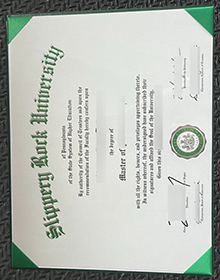 Slippery Rock University
of Pennsylvania
of the State System of Higher Education
By authority of the Council of Trustees and upon the
recommendation of the Faculty hereby confers upon
the degree of
Master of
with all the rights, honors, and privileges appertaining thereto.
In witness whereof, the undersigned have subscribed their
signatures and affixed the Seal of the University.
Given this